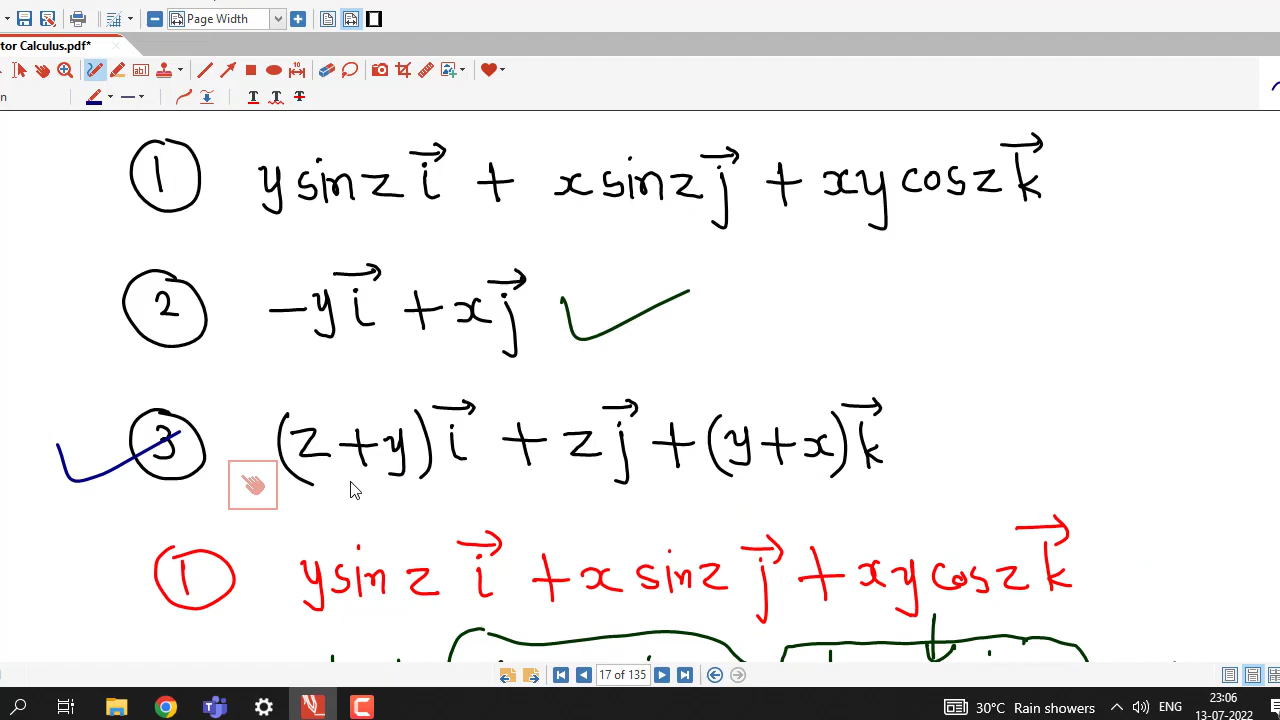 Page Width
tor Calculus.pdf*
n
① y sin z i⃗ + x sin z j⃗ + xy cos z k⃗
② -y i⃗ + x j⃗
③ (z+y) i⃗ + z j⃗ + (y+x) k⃗
① y sin z i⃗ + x sin z j⃗ + xy cos z k⃗
17 of 135
30°C Rain showers ENG 23:06
13-07-2022